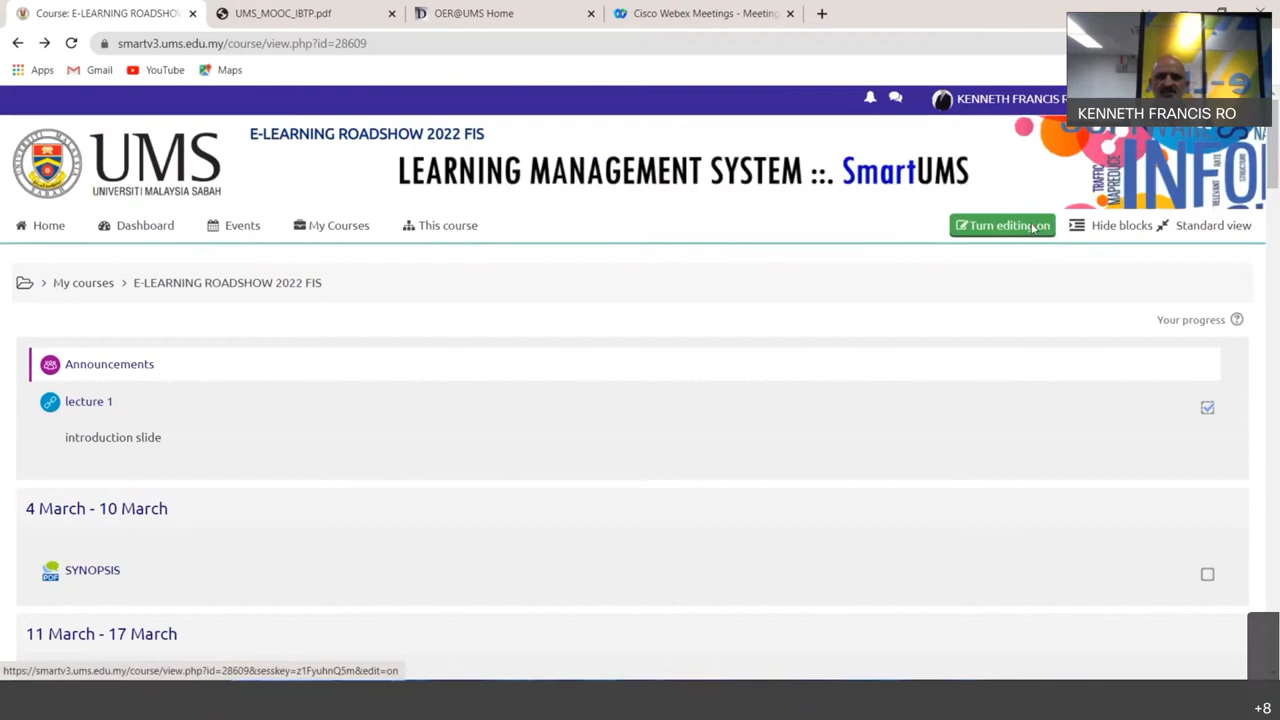 Course: E-LEARNING ROADSHOW
UMS_MOOC_IBTP.pdf
OER@UMS Home
Cisco Webex Meetings - Meeting
smartv3.ums.edu.my/course/view.php?id=28609
Apps
Gmail
YouTube
Maps
KENNETH FRANCIS R
KENNETH FRANCIS RO
UMS
UNIVERSITI MALAYSIA SABAH
E-LEARNING ROADSHOW 2022 FIS
LEARNING MANAGEMENT SYSTEM ::. SmartUMS
INFO!
TRAFFIC
MAPREDUCE
Home
Dashboard
Events
My Courses
This course
Turn editing on
Hide blocks
Standard view
> My courses > E-LEARNING ROADSHOW 2022 FIS
Your progress
Announcements
lecture 1
introduction slide
4 March - 10 March
PDF
SYNOPSIS
11 March - 17 March
https://smartv3.ums.edu.my/course/view.php?id=28609&sesskey=z1FyuhnQ5m&edit=on
+8